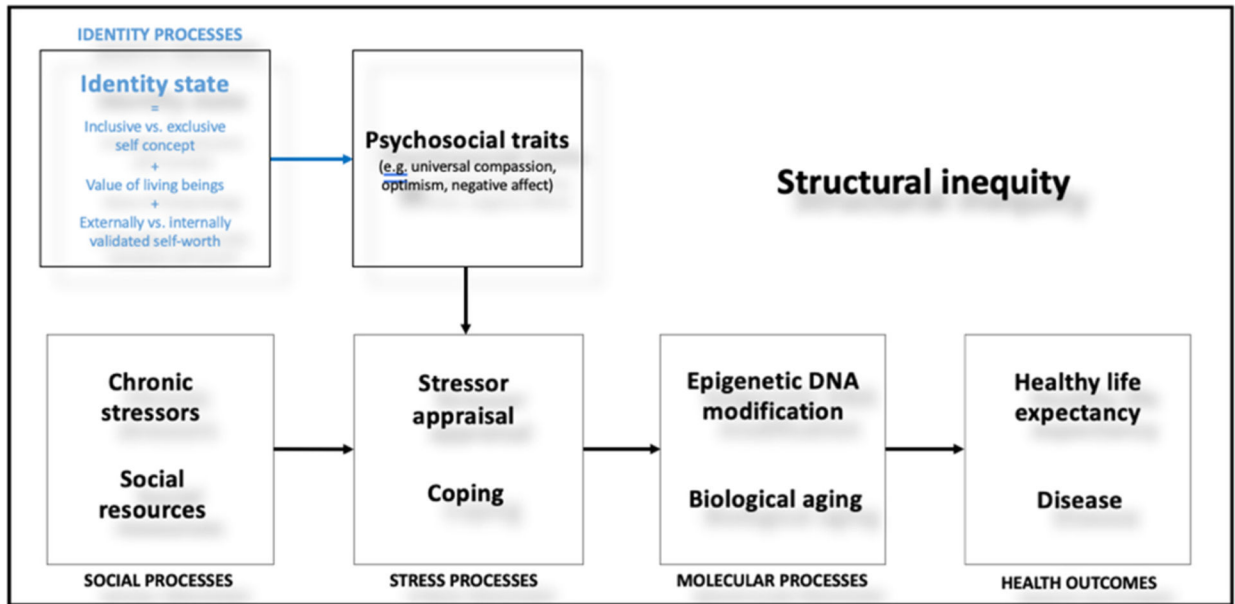 IDENTITY PROCESSES
Identity state
=
Inclusive vs. exclusive
self concept
+
Value of living beings
+
Externally vs. internally
validated self-worth
Psychosocial traits
(e.g. universal compassion,
optimism, negative affect)
Structural inequity
Chronic
stressors
Social
resources
SOCIAL PROCESSES
Stressor
appraisal
Coping
STRESS PROCESSES
Epigenetic DNA
modification
Biological aging
MOLECULAR PROCESSES
Healthy life
expectancy
Disease
HEALTH OUTCOMES